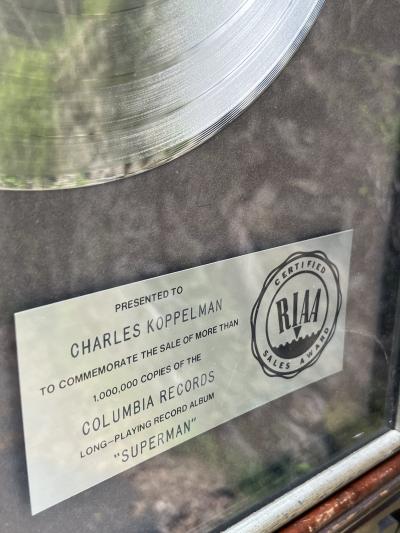 PRESENTED TO
CHARLES KOPPELMAN
TO COMMEMORATE THE SALE OF MORE THAN
1,000,000 COPIES OF THE
COLUMBIA RECORDS
LONG–PLAYING RECORD ALBUM
"SUPERMAN"
CERTIFIED
RIAA
SALES AWARD